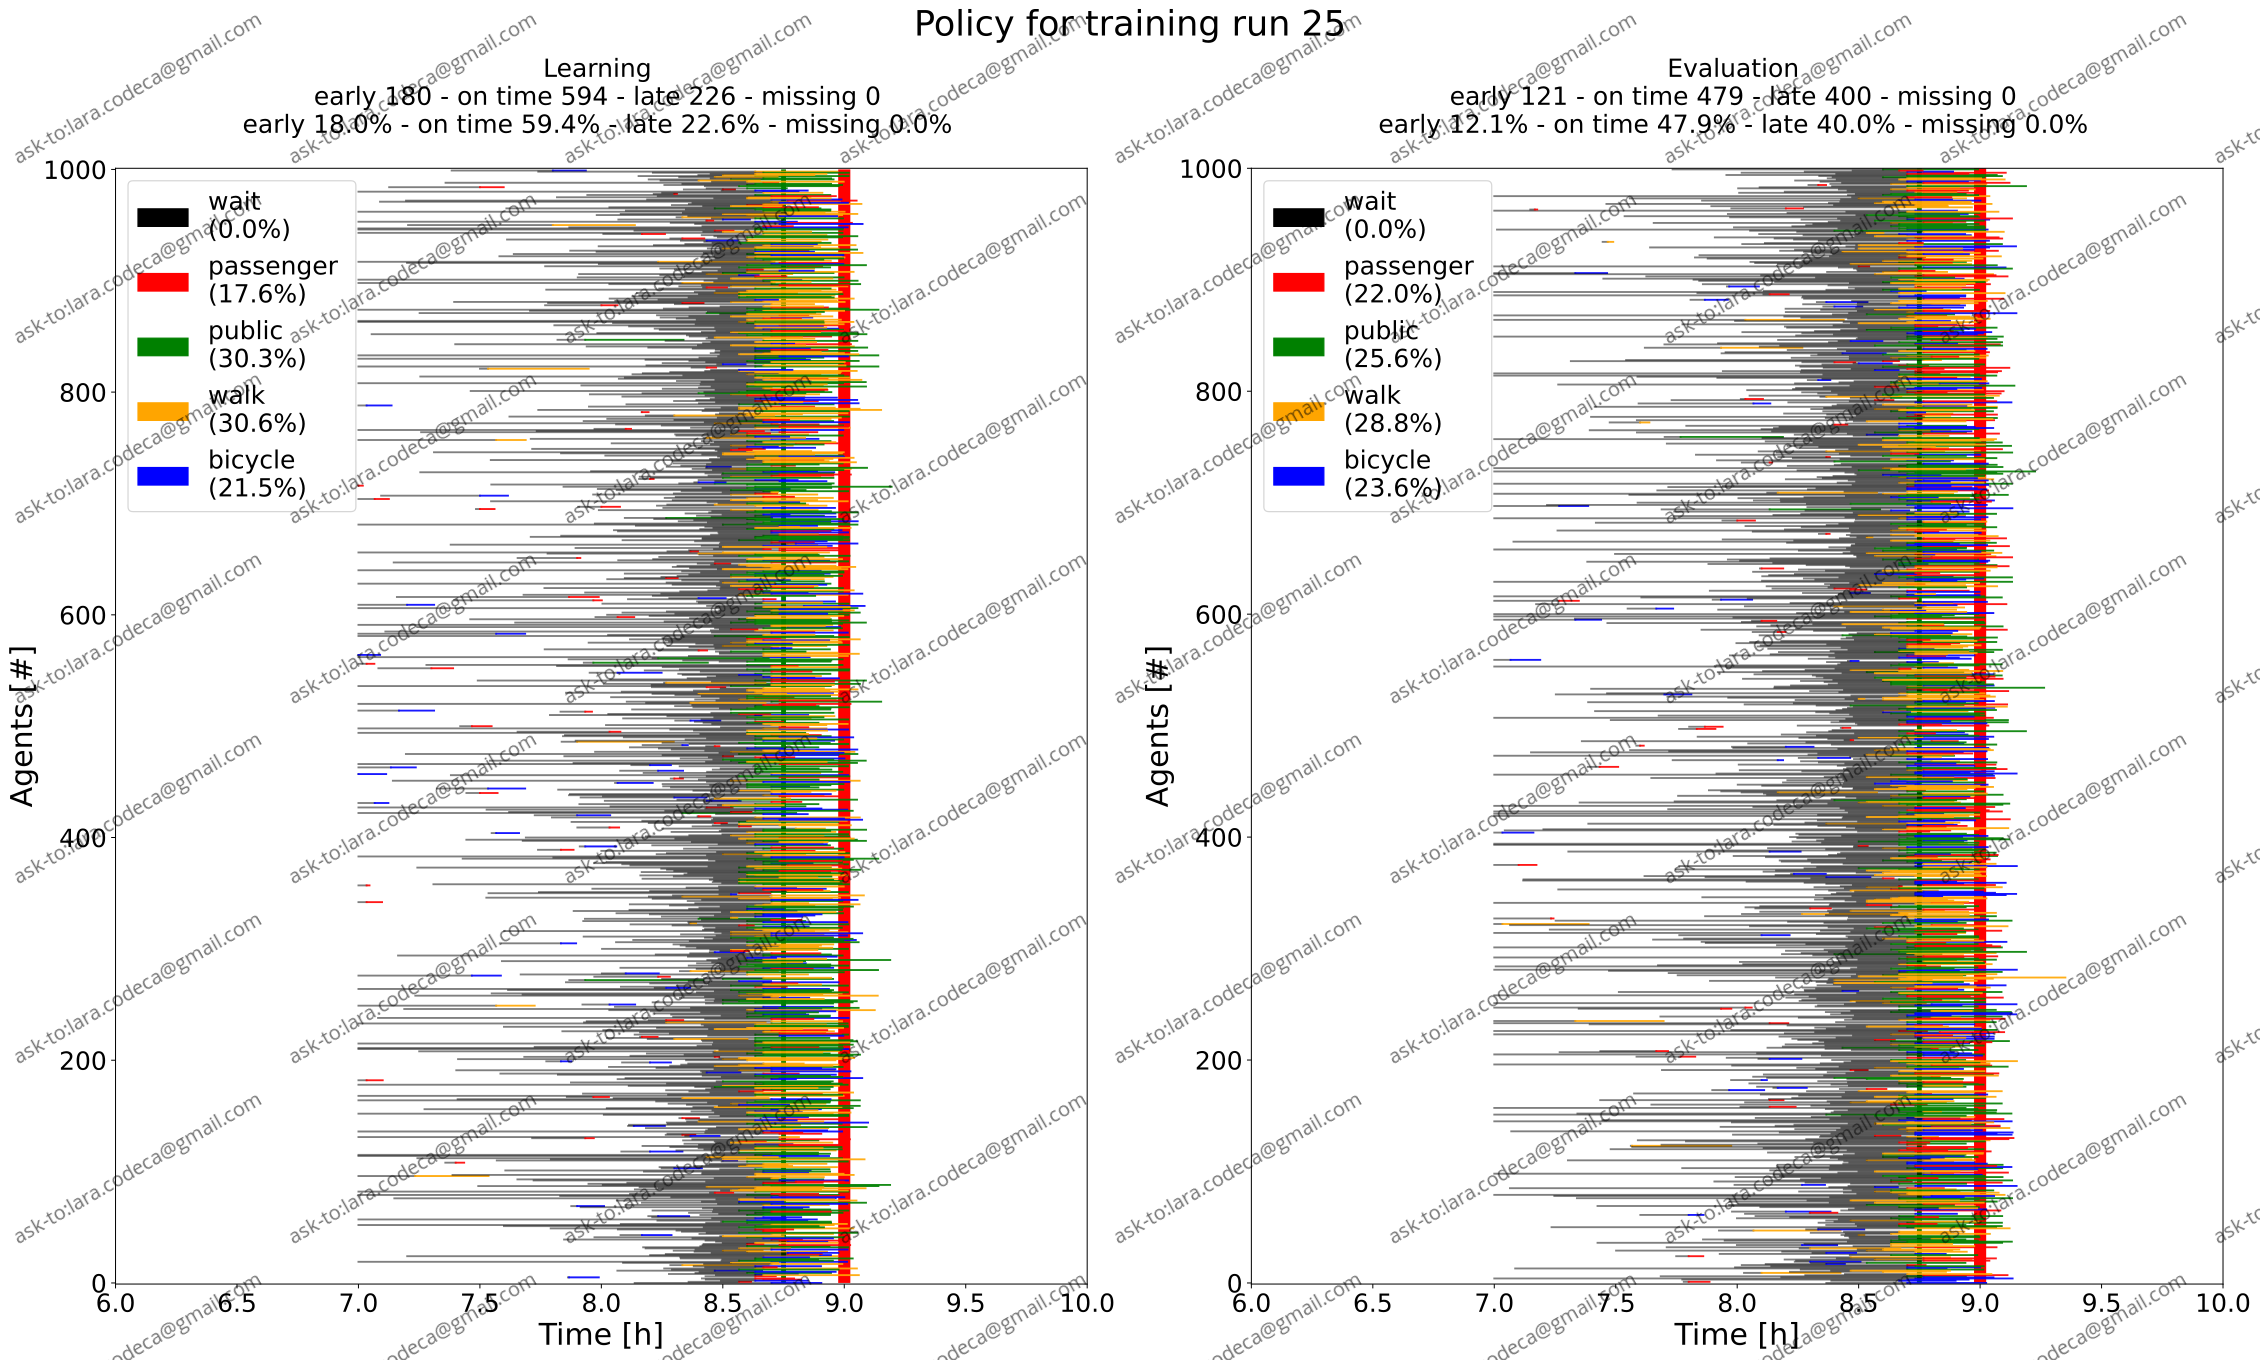 Policy for training run 25
Learning
early 180 - on time 594 - late 226 - missing 0
early 18.0% - on time 59.4% - late 22.6% - missing 0.0%
1000
800
600
400
200
0
Agents [#]
wait
(0.0%)
passenger
(17.6%)
public
(30.3%)
walk
(30.6%)
bicycle
(21.5%)
6.0 6.5 7.0 7.5 8.0 8.5 9.0 9.5 10.0
Time [h]
Evaluation
early 121 - on time 479 - late 400 - missing 0
early 12.1% - on time 47.9% - late 40.0% - missing 0.0%
1000
800
600
400
200
0
Agents [#]
wait
(0.0%)
passenger
(22.0%)
public
(25.6%)
walk
(28.8%)
bicycle
(23.6%)
6.0 6.5 7.0 7.5 8.0 8.5 9.0 9.5 10.0
Time [h]
ask-to:lara.codeca@gmail.com